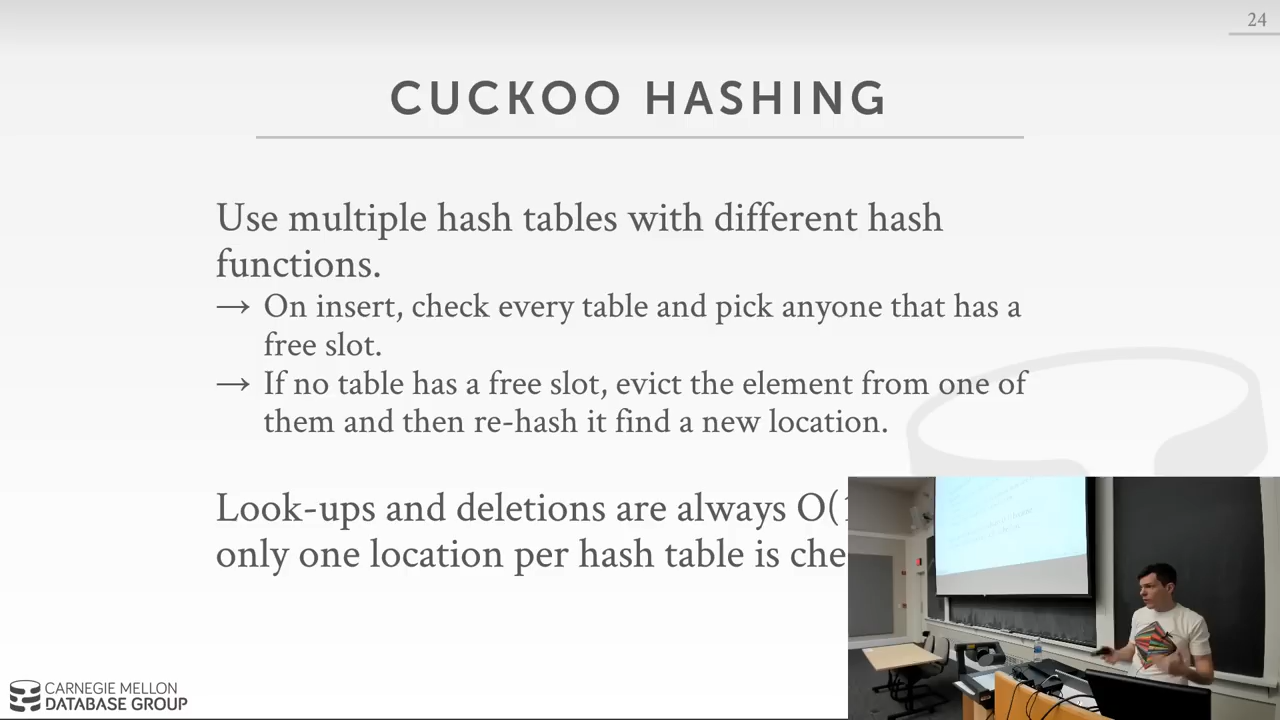 24
CUCKOO HASHING
Use multiple hash tables with different hash
functions.
→ On insert, check every table and pick anyone that has a
free slot.
→ If no table has a free slot, evict the element from one of
them and then re-hash it find a new location.
Look-ups and deletions are always
only one location per hash table is
CARNEGIE MELLON
DATABASE GROUP